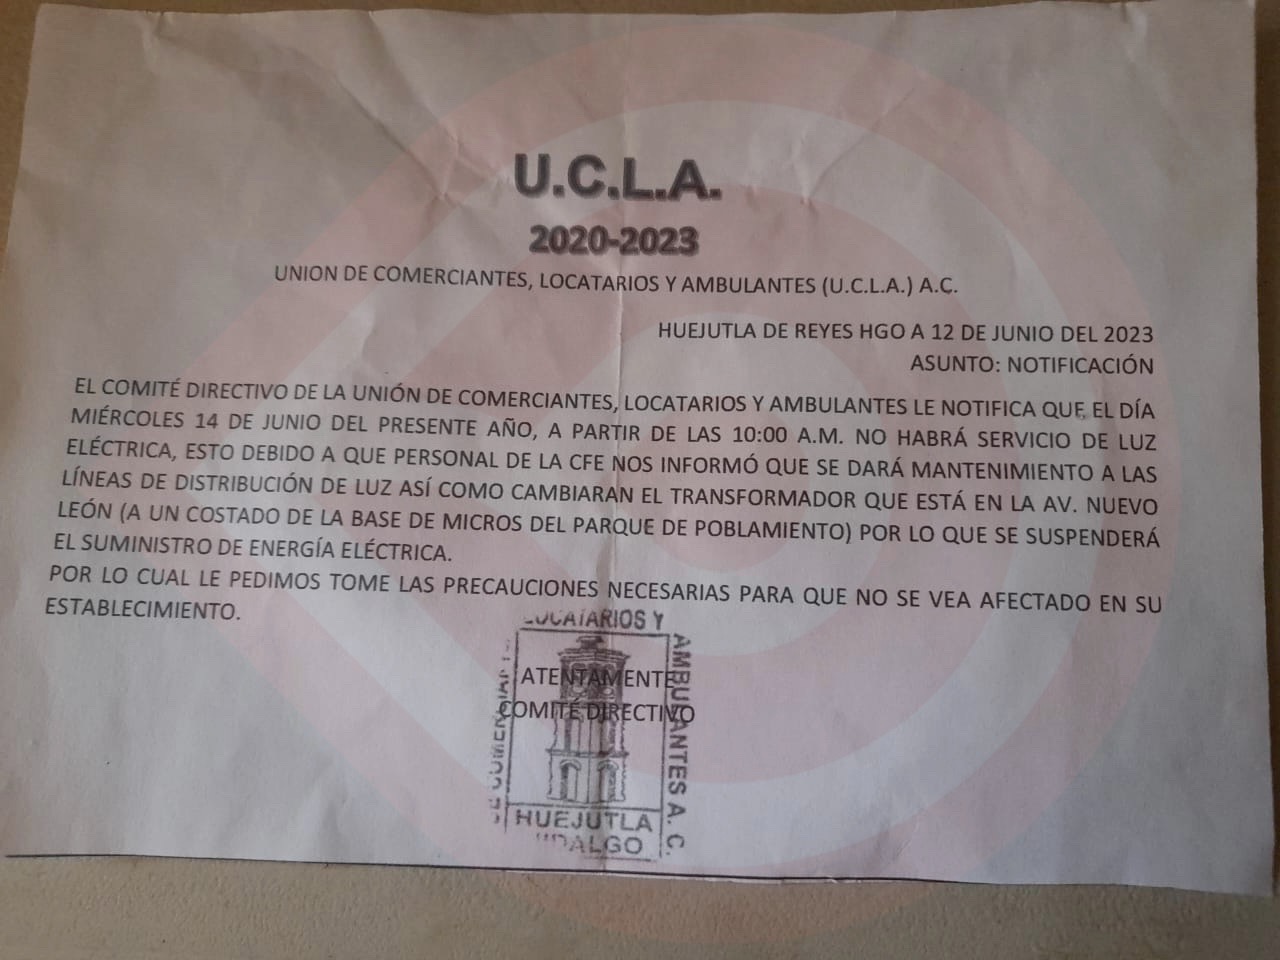 U.C.L.A.
2020-2023
UNION DE COMERCIANTES, LOCATARIOS Y AMBULANTES (U.C.L.A.) A.C.
HUEJUTLA DE REYES HGO A 12 DE JUNIO DEL 2023
ASUNTO: NOTIFICACIÓN
EL COMITÉ DIRECTIVO DE LA UNIÓN DE COMERCIANTES, LOCATARIOS Y AMBULANTES LE NOTIFICA QUE EL DÍA
MIÉRCOLES 14 DE JUNIO DEL PRESENTE AÑO, A PARTIR DE LAS 10:00 A.M. NO HABRÁ SERVICIO DE LUZ
ELÉCTRICA, ESTO DEBIDO A QUE PERSONAL DE LA CFE NOS INFORMÓ QUE SE DARÁ MANTENIMIENTO A LAS
LÍNEAS DE DISTRIBUCIÓN DE LUZ ASÍ COMO CAMBIARAN EL TRANSFORMADOR QUE ESTÁ EN LA AV. NUEVO
LEÓN (A UN COSTADO DE LA BASE DE MICROS DEL PARQUE DE POBLAMIENTO) POR LO QUE SE SUSPENDERÁ
EL SUMINISTRO DE ENERGÍA ELÉCTRICA.
POR LO CUAL LE PEDIMOS TOME LAS PRECAUCIONES NECESARIAS PARA QUE NO SE VEA AFECTADO EN SU
ESTABLECIMIENTO.
LOCATARIOS Y
AMBULANTES A.C.
ATENTAMENTE
COMITÉ DIRECTIVO
HUEJUTLA
HIDALGO